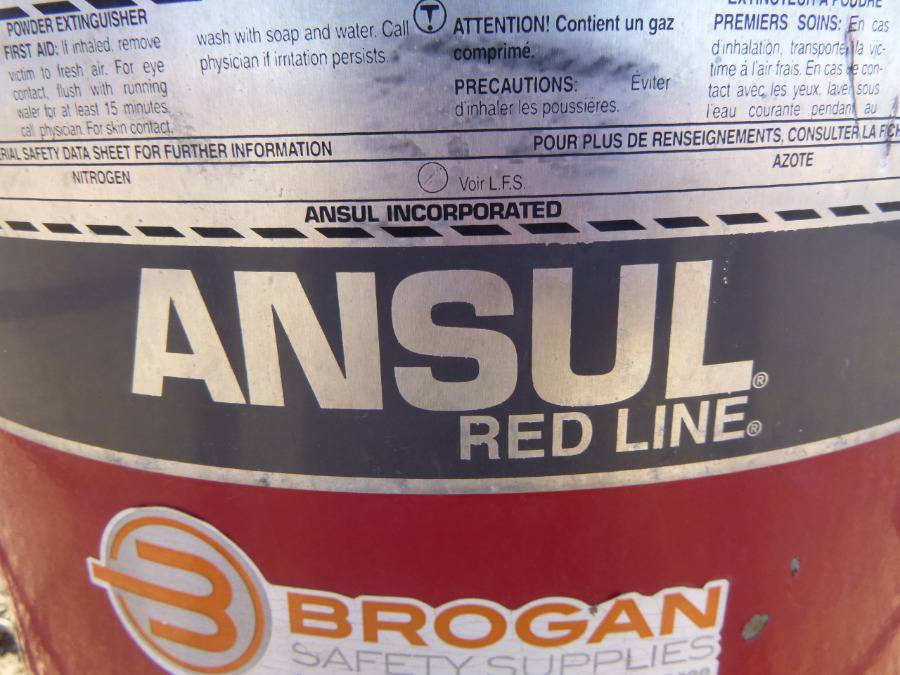 POWDER EXTINGUISHER
FIRST AID: If inhaled, remove
victim to fresh air. For eye
contact, flush with running
water for at least 15 minutes,
call physician. For skin contact,
wash with soap and water. Call
physician if irritation persists.
T
ATTENTION! Contient un gaz
comprimé.
PRECAUTIONS: Éviter
d'inhaler les poussières.
PREMIERS SOINS: En cas
d'inhalation, transporter la vic-
time à l'air frais. En cas de con-
tact avec les yeux, laver sous
l'eau courante pendant au
SAFETY DATA SHEET FOR FURTHER INFORMATION
POUR PLUS DE RENSEIGNEMENTS, CONSULTER LA
NITROGEN
Voir L.F.S.
AZOTE
ANSUL INCORPORATED
ANSUL®
RED LINE®
BROGAN
SAFETY SUPPLIES